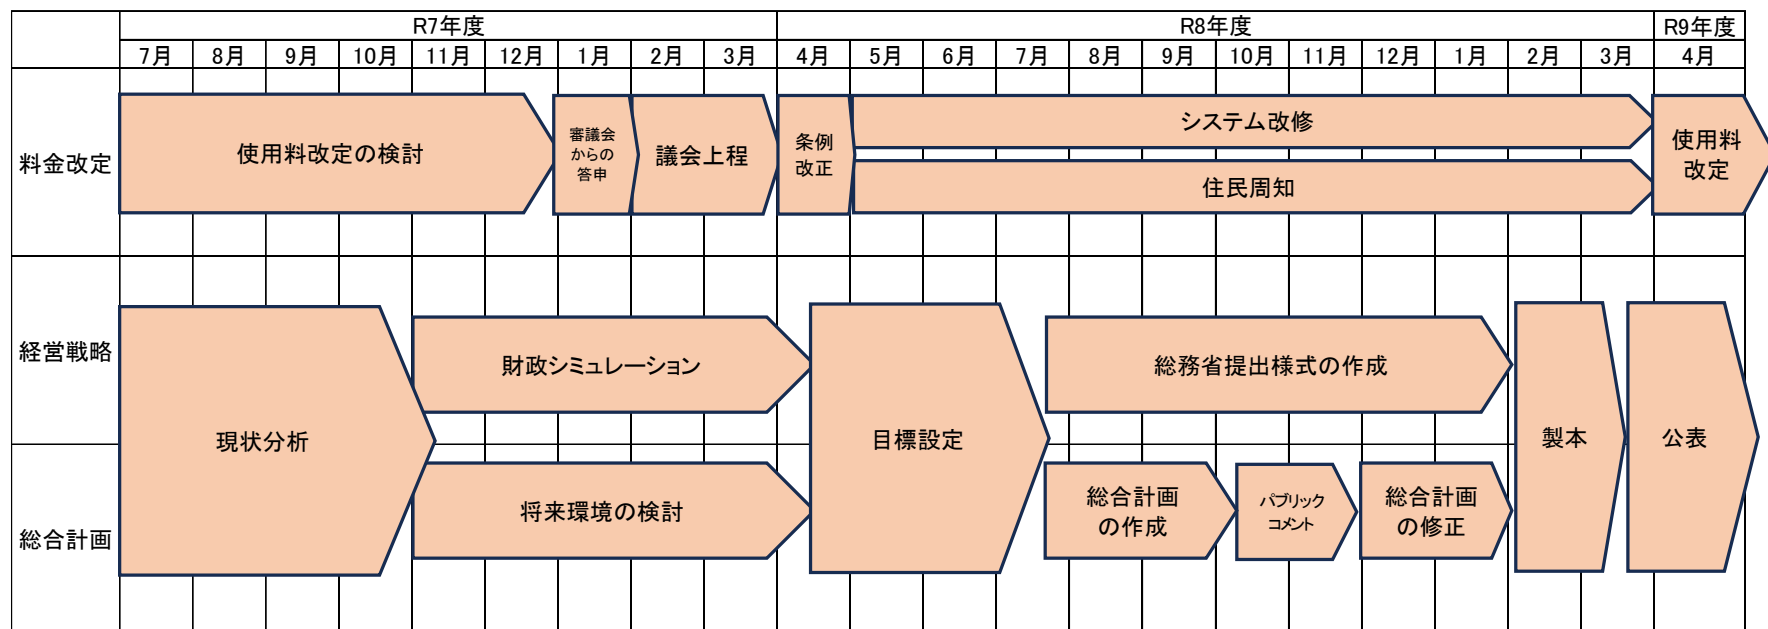 R7年度 R8年度 R9年度
7月 8月 9月 10月 11月 12月 1月 2月 3月 4月 5月 6月 7月 8月 9月 10月 11月 12月 1月 2月 3月 4月
料金改定
使用料改定の検討
審議会
からの
答申
議会上程
条例
改正
システム改修
住民周知
使用料
改定
経営戦略
総合計画
現状分析
財政シミュレーション
将来環境の検討
目標設定
総務省提出様式の作成
総合計画
の作成
パブリック
コメント
総合計画
の修正
製本
公表